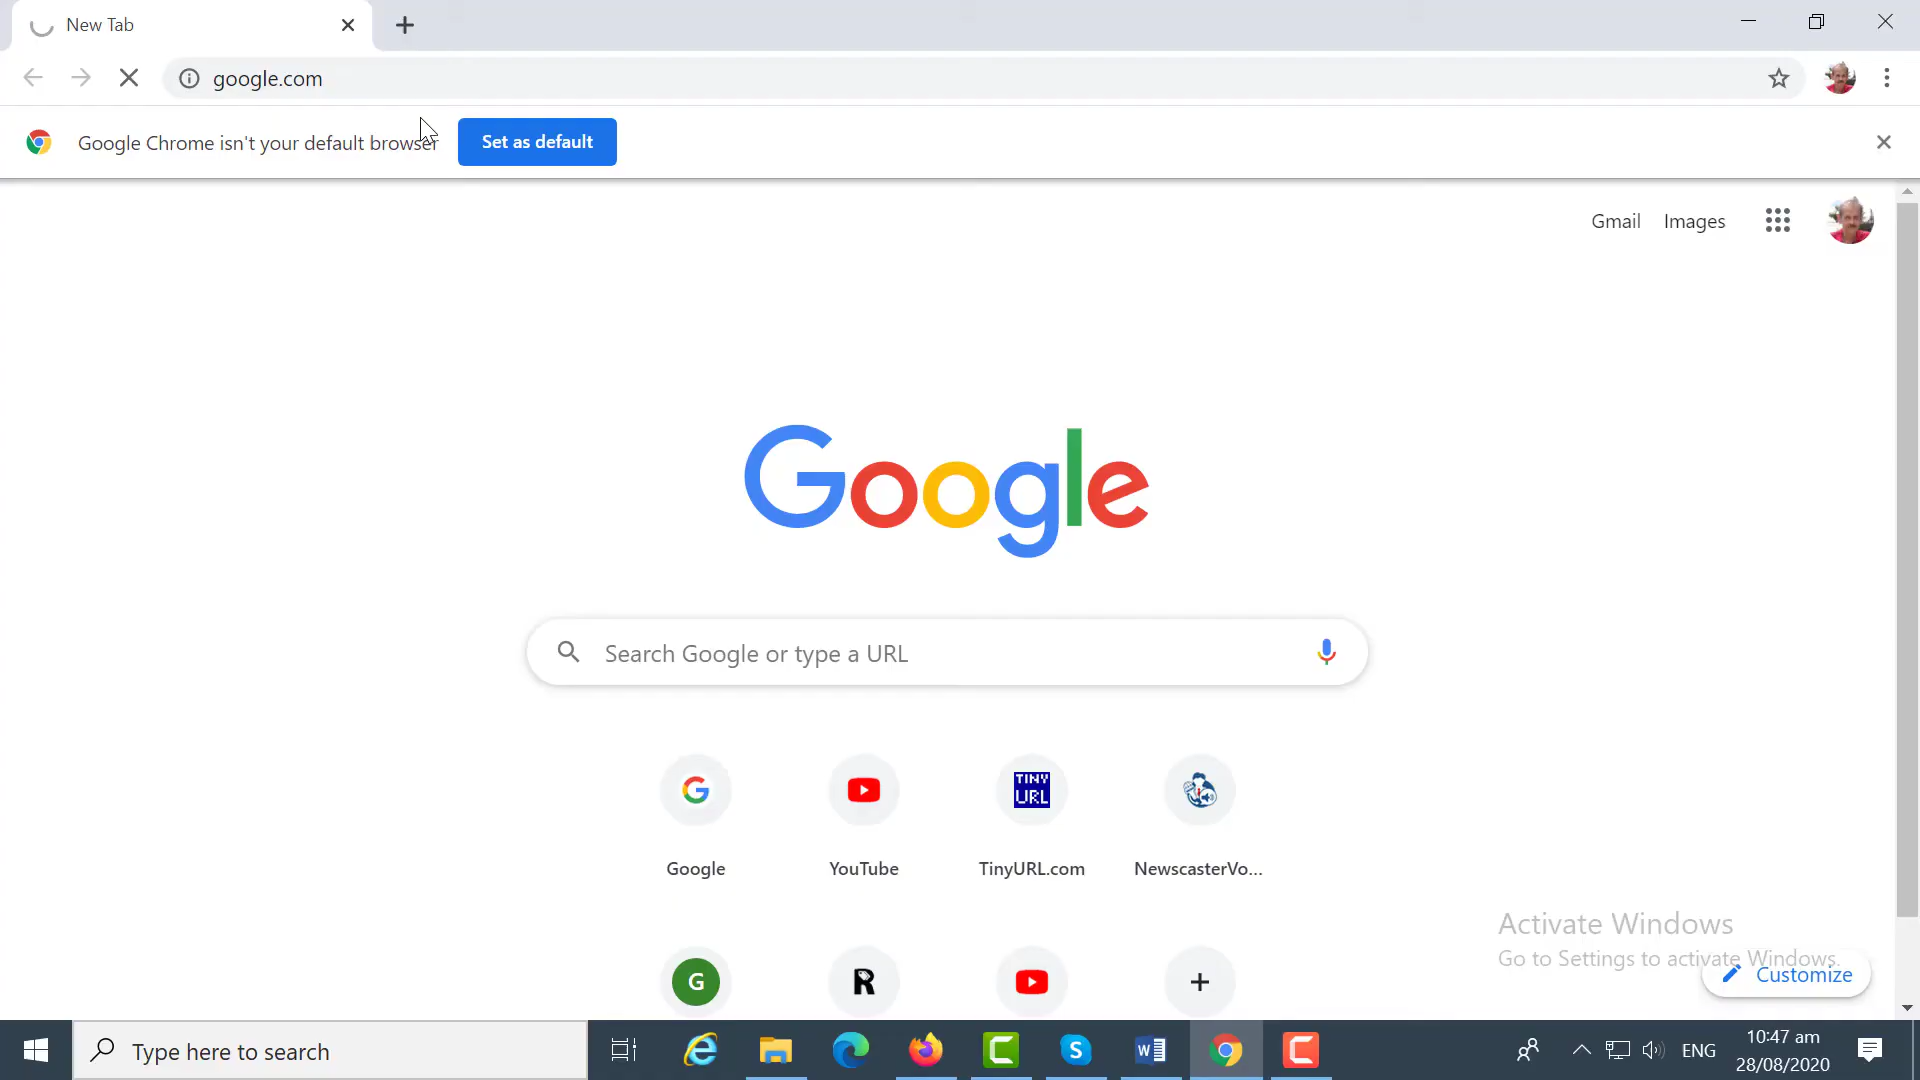 New Tab
google.com
Google Chrome isn't your default browser
Set as default
Gmail
Images
Google
Search Google or type a URL
TINY
URL
Google
YouTube
TinyURL.com
NewscasterVo...
G
R
Activate Windows
Go to Settings to activate Windows.
Customize
Type here to search
ENG
10:47 am
28/08/2020